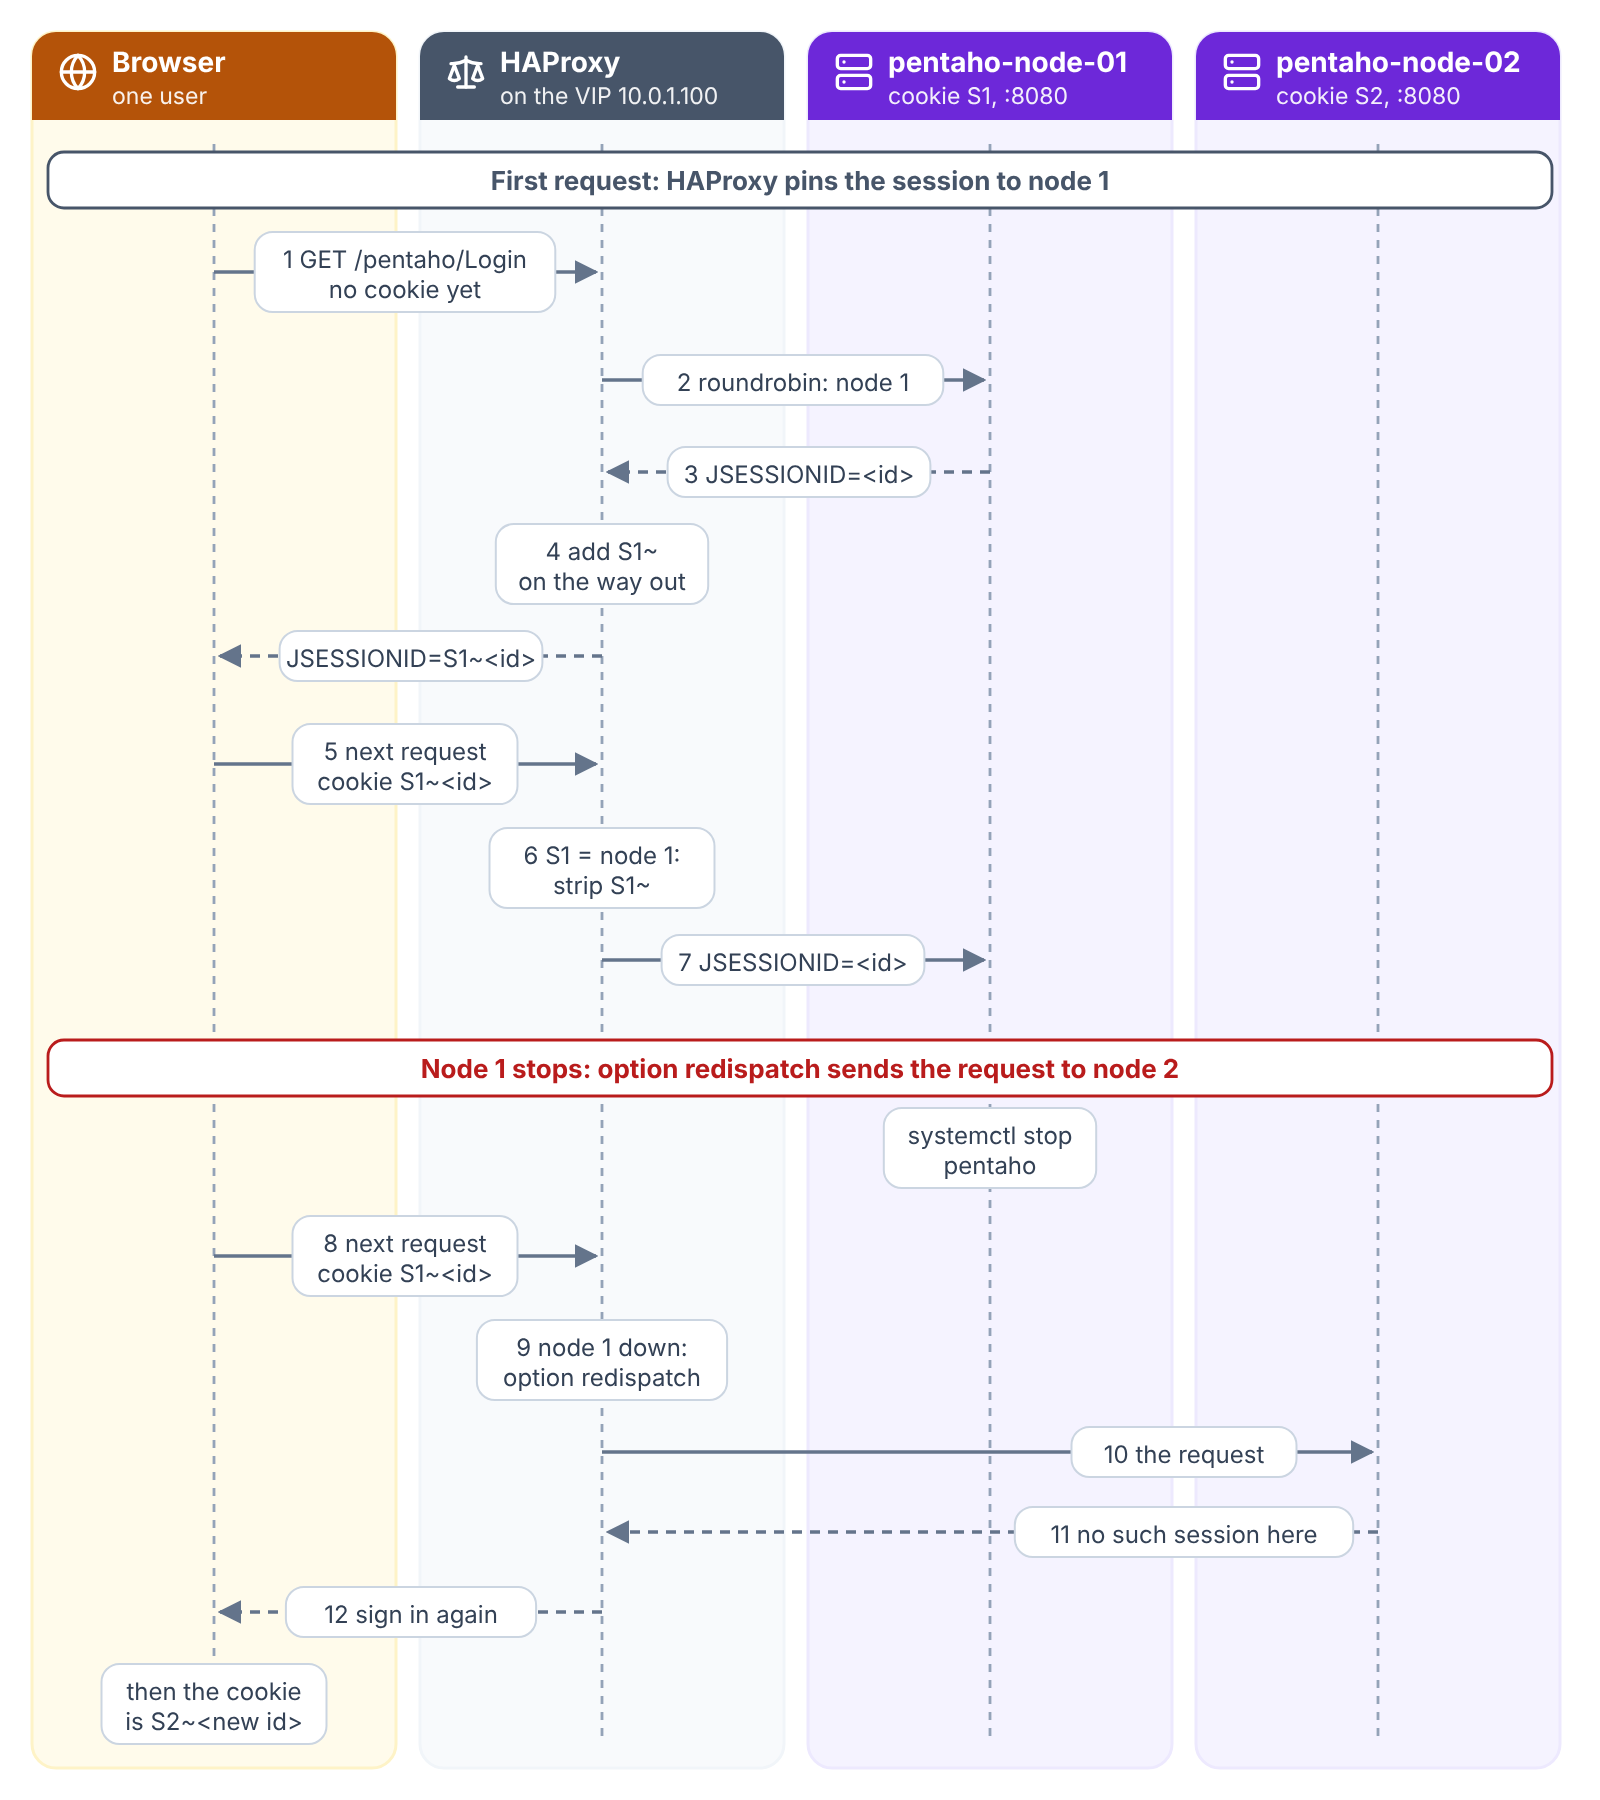 Browser
one user
HAProxy
on the VIP 10.0.1.100
pentaho-node-01
cookie S1, :8080
pentaho-node-02
cookie S2, :8080
First request: HAProxy pins the session to node 1
1 GET /pentaho/Login
no cookie yet
2 roundrobin: node 1
3 JSESSIONID=<id>
4 add S1~
on the way out
JSESSIONID=S1~<id>
5 next request
cookie S1~<id>
6 S1 = node 1:
strip S1~
7 JSESSIONID=<id>
Node 1 stops: option redispatch sends the request to node 2
systemctl stop
pentaho
8 next request
cookie S1~<id>
9 node 1 down:
option redispatch
10 the request
11 no such session here
12 sign in again
then the cookie
is S2~<new id>